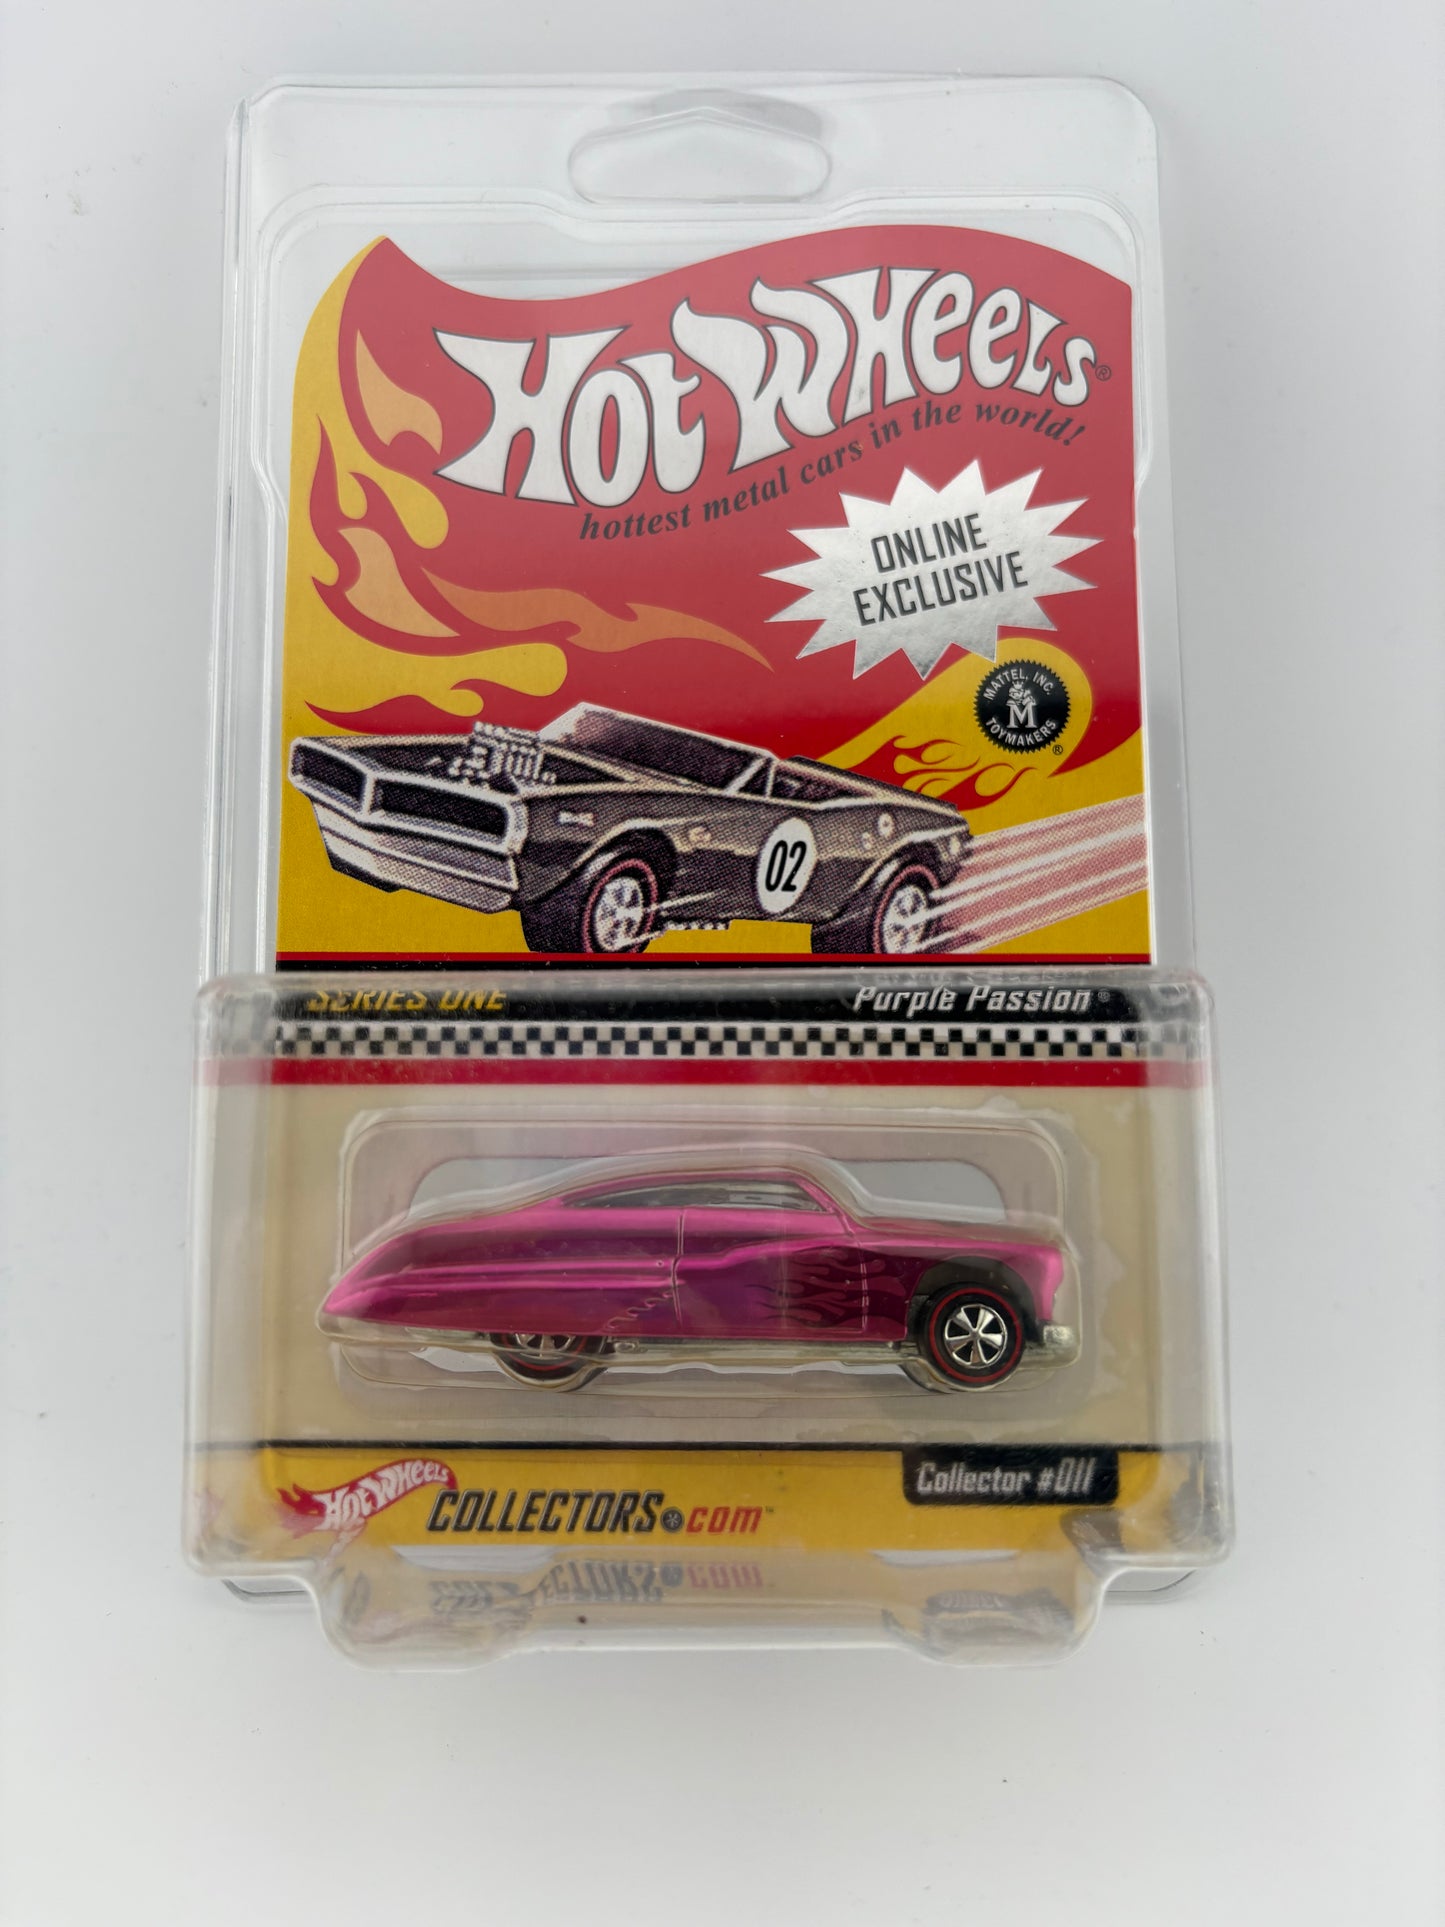 Hot Wheels®
hottest metal cars in the world!
ONLINE
EXCLUSIVE
MATTEL, INC.
M
TOYMAKERS
®
02
SERIES ONE
Purple Passion®
Collector #011
Hot Wheels
COLLECTORS.com™